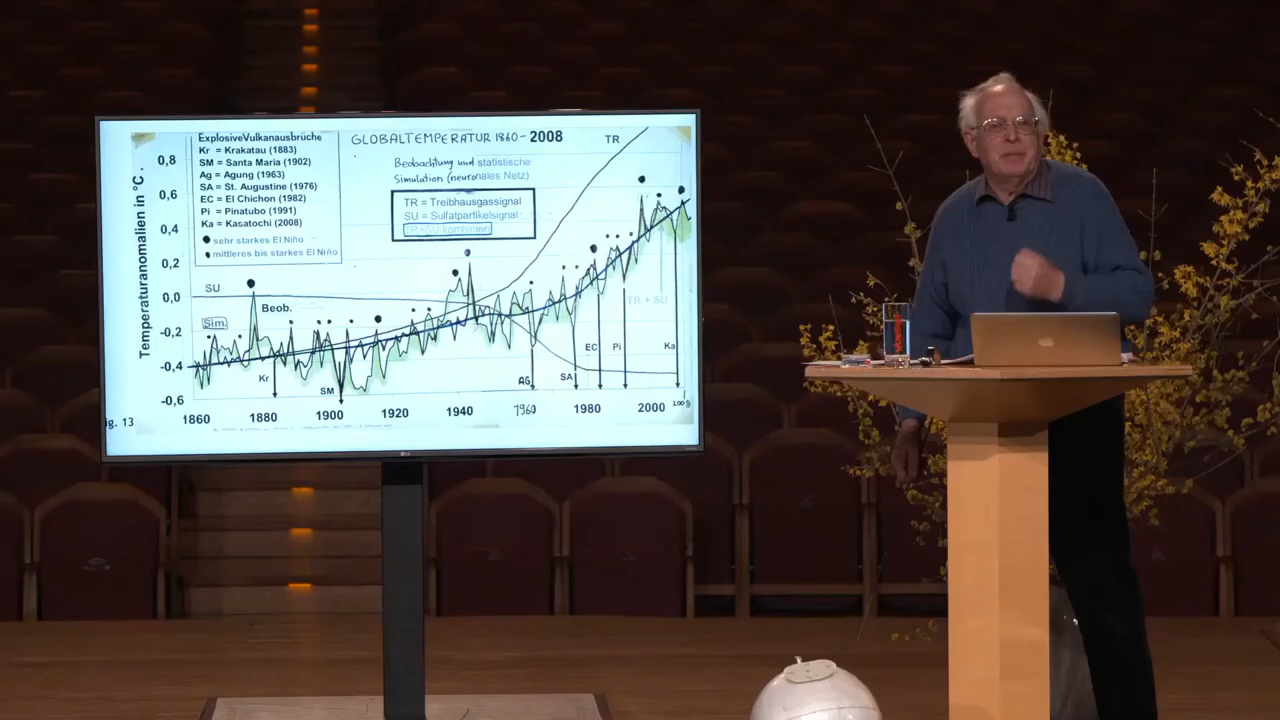 GLOBALTEMPERATUR 1860-2008
ExplosiveVulkanausbrüche
Kr = Krakatau (1883)
SM = Santa Maria (1902)
Ag = Agung (1963)
SA = St. Augustine (1976)
EC = El Chichon (1982)
Pi = Pinatubo (1991)
Ka = Kasatochi (2008)
sehr starkes El Niño
mittleres bis starkes El Niño
Beobachtung und statistische
Simulation (neuronales Netz)
TR = Treibhausgassignal
SU = Sulfatpartikelsignal
TR+SU kombiniert
TR
Temperaturanomalien in °C .
0,8
0,6
0,4
0,2
0,0
-0,2
-0,4
-0,6
SU
Beob.
Sim.
TR + SU
Kr
SM
AG
SA
EC
Pi
Ka
1860
1880
1900
1920
1940
1960
1980
2000
2008
ig. 13
LG